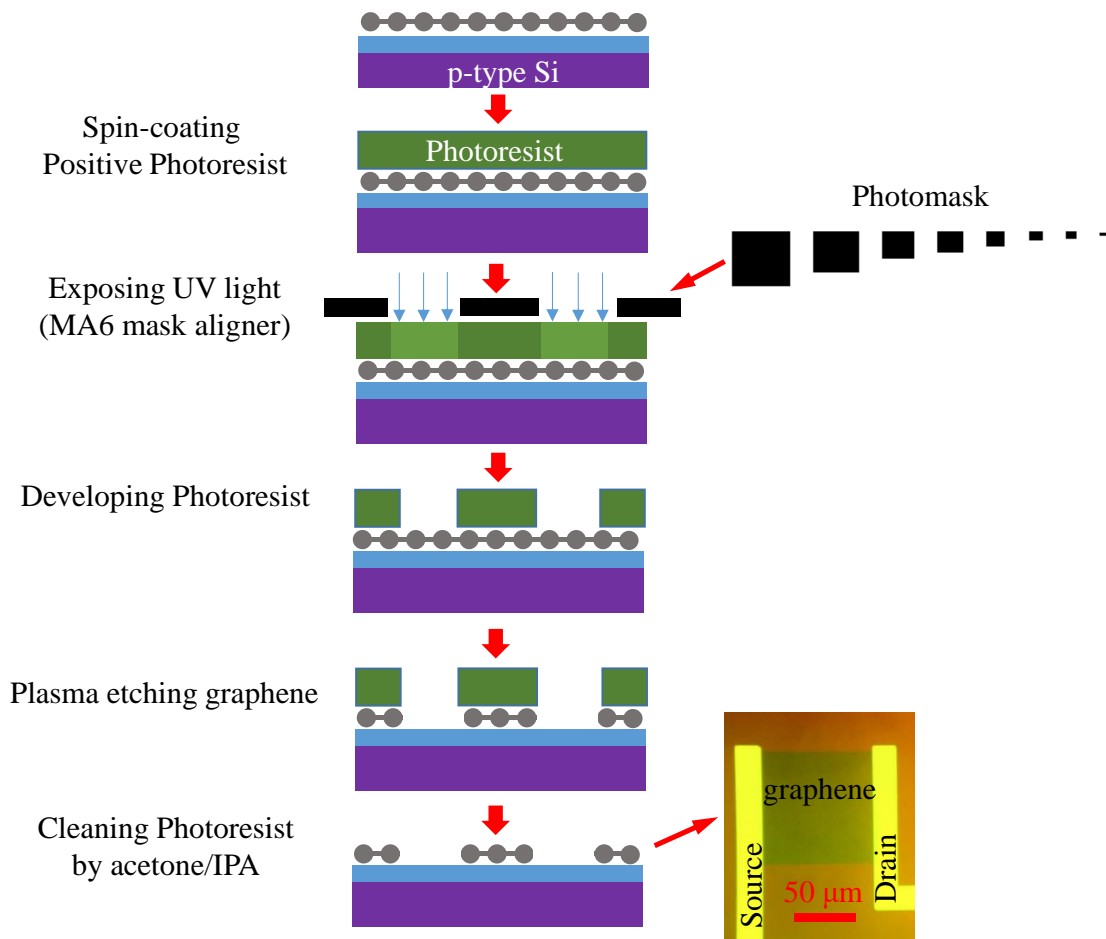 p-type Si
Spin-coating
Positive Photoresist
Photoresist
Photomask
Exposing UV light
(MA6 mask aligner)
Developing Photoresist
Plasma etching graphene
Cleaning Photoresist
by acetone/IPA
graphene
Source
Drain
50 μm